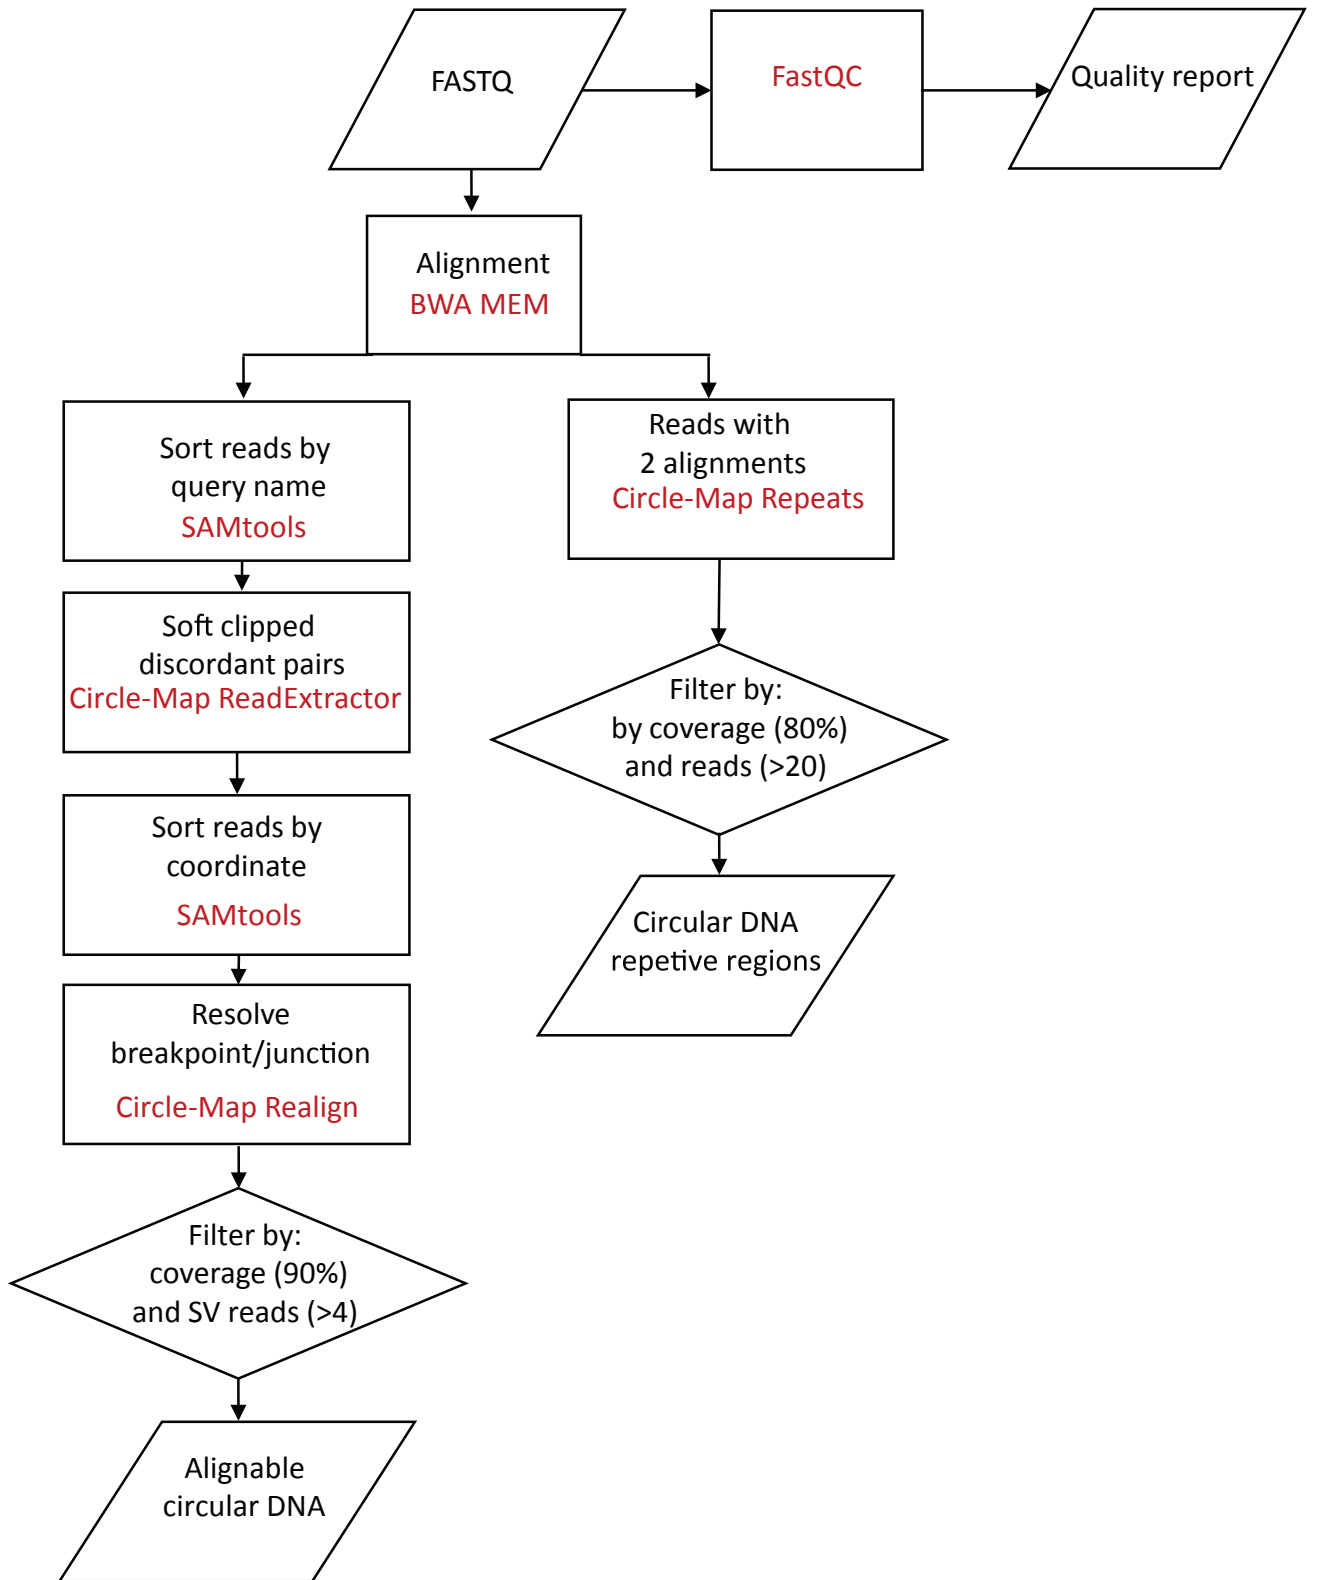 FASTQ
FastQC
Quality report
Alignment
BWA MEM
Sort reads by
query name
SAMtools
Reads with
2 alignments
Circle-Map Repeats
Soft clipped
discordant pairs
Circle-Map ReadExtractor
Filter by:
by coverage (80%)
and reads (>20)
Sort reads by
coordinate
SAMtools
Circular DNA
repetive regions
Resolve
breakpoint/junction
Circle-Map Realign
Filter by:
coverage (90%)
and SV reads (>4)
Alignable
circular DNA